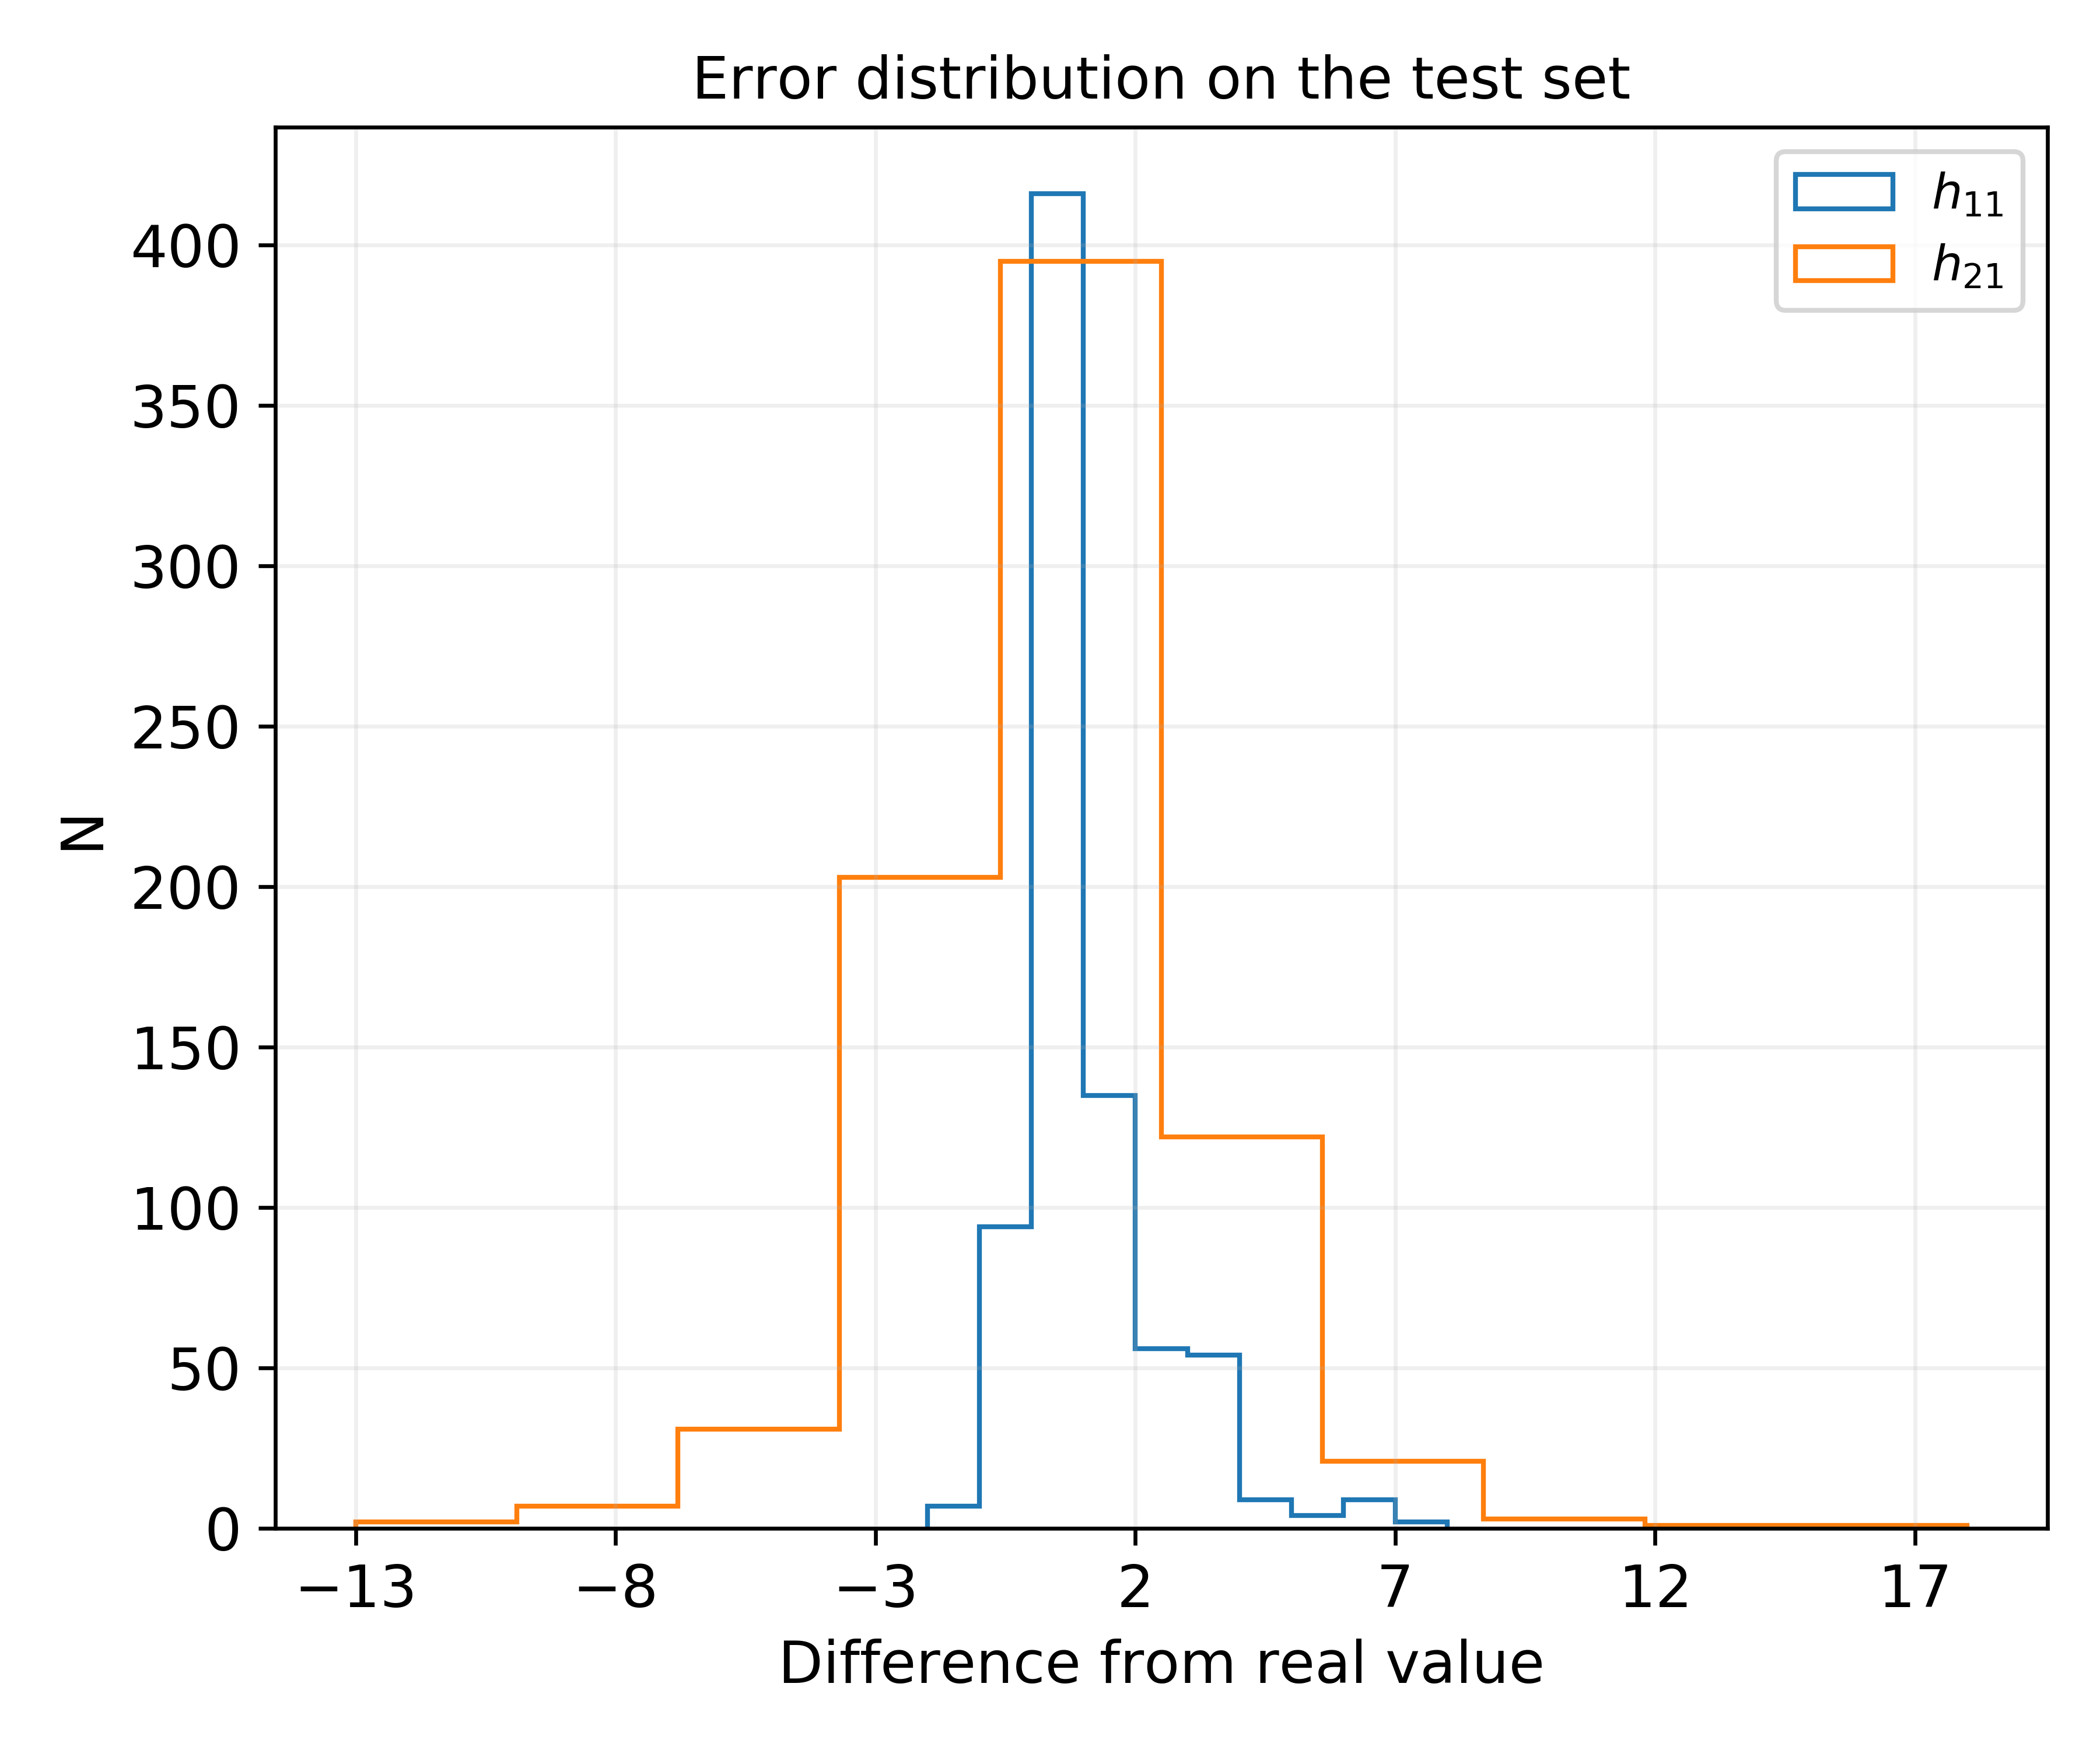 Error distribution on the test set
h₁₁
h₂₁
400
350
300
250
200
150
100
50
0
N
−13 −8 −3 2 7 12 17
Difference from real value